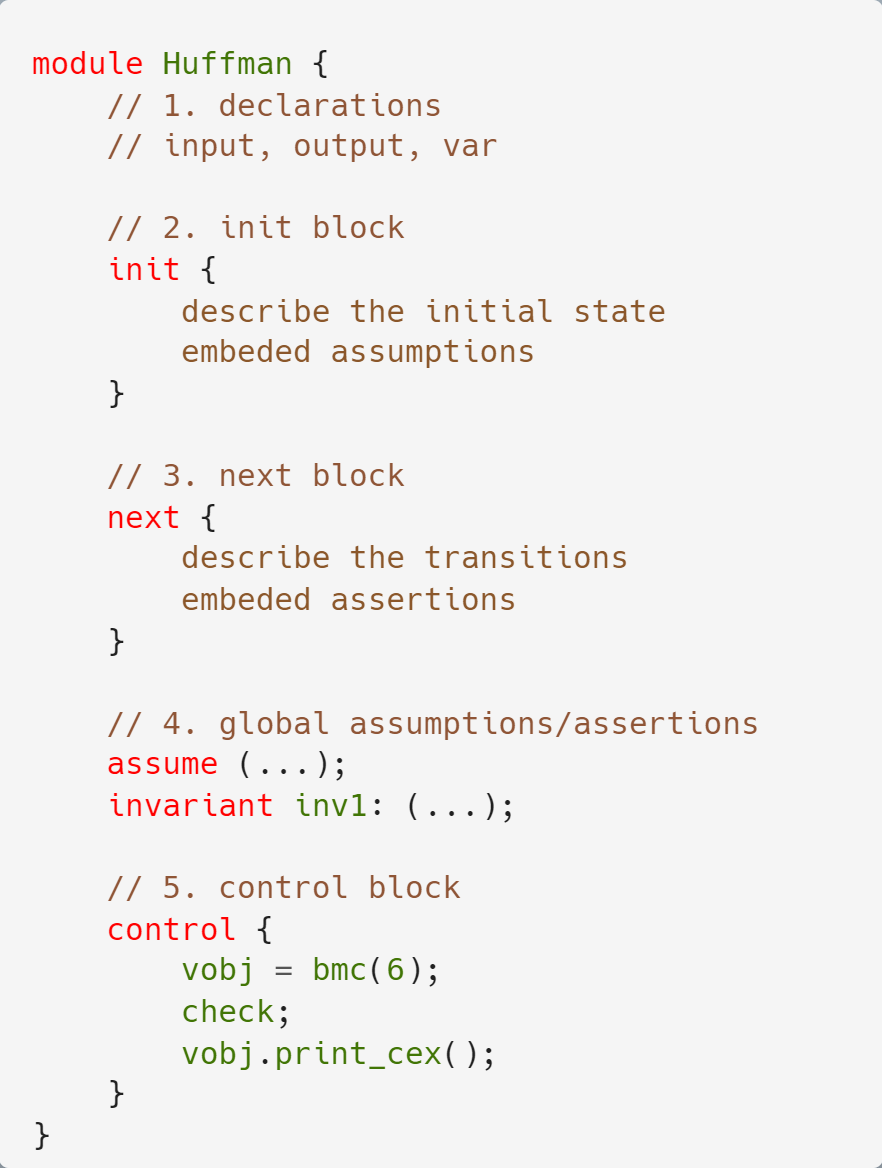 module Huffman {
// 1. declarations
// input, output, var
// 2. init block
init {
describe the initial state
embeded assumptions
}
// 3. next block
next {
describe the transitions
embeded assertions
}
// 4. global assumptions/assertions
assume (...);
invariant inv1: (...);
// 5. control block
control {
vobj = bmc(6);
check;
vobj.print_cex();
}
}